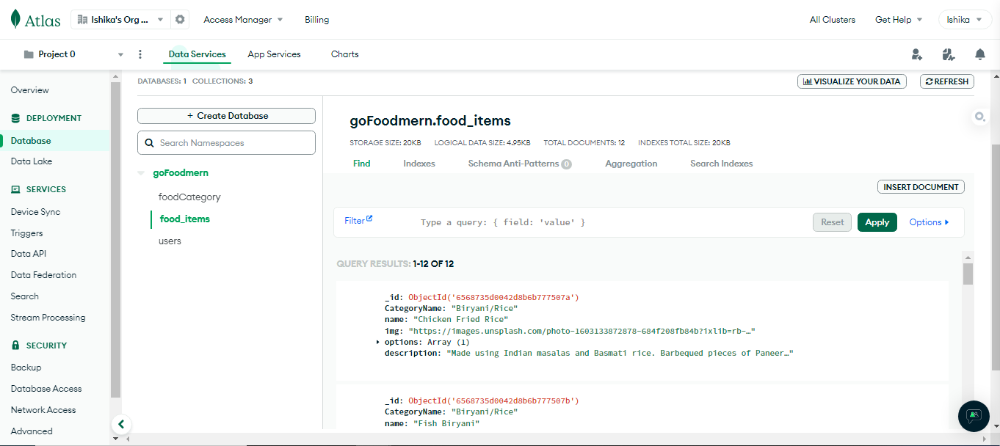 Atlas
Ishika's Org ...
Access Manager
Billing
All Clusters
Get Help
Ishika
Project 0
Data Services
App Services
Charts
Overview
DEPLOYMENT
Database
Data Lake
SERVICES
Device Sync
Triggers
Data API
Data Federation
Search
Stream Processing
SECURITY
Backup
Database Access
Network Access
Advanced
DATABASES: 1 COLLECTIONS: 3
VISUALIZE YOUR DATA
REFRESH
+ Create Database
Search Namespaces
goFoodmern
foodCategory
food_items
users
goFoodmern.food_items
STORAGE SIZE: 20KB LOGICAL DATA SIZE: 4.95KB TOTAL DOCUMENTS: 12 INDEXES TOTAL SIZE: 20KB
Find
Indexes
Schema Anti-Patterns 0
Aggregation
Search Indexes
INSERT DOCUMENT
Filter
Type a query: { field: 'value' }
Reset
Apply
Options
QUERY RESULTS: 1-12 OF 12
_id: ObjectId('6568735d0042d8b6b777507a')
CategoryName: "Biryani/Rice"
name: "Chicken Fried Rice"
img: "https://images.unsplash.com/photo-1603133872878-684f208fb84b?ixlib=rb-…"
options: Array (1)
description: "Made using Indian masalas and Basmati rice. Barbequed pieces of Paneer…"
_id: ObjectId('6568735d0042d8b6b777507b')
CategoryName: "Biryani/Rice"
name: "Fish Biryani"